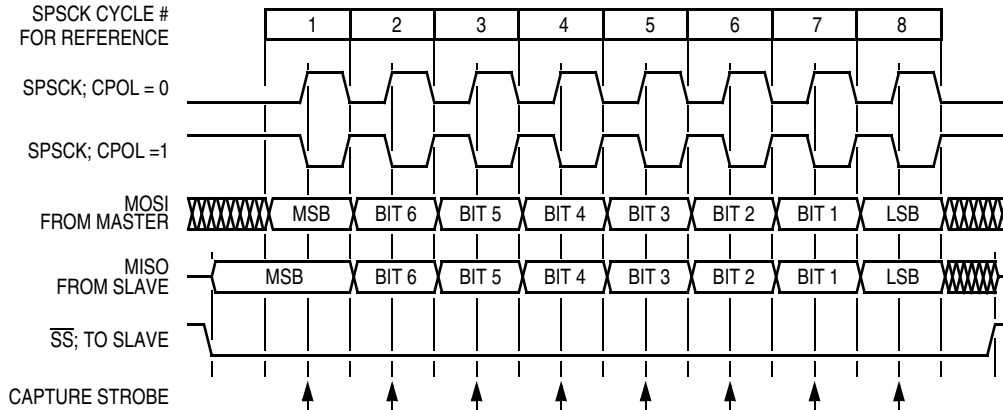 SPSCK CYCLE #
FOR REFERENCE
1 2 3 4 5 6 7 8
SPSCK; CPOL = 0
SPSCK; CPOL =1
MOSI
FROM MASTER
MSB BIT 6 BIT 5 BIT 4 BIT 3 BIT 2 BIT 1 LSB
MISO
FROM SLAVE
MSB BIT 6 BIT 5 BIT 4 BIT 3 BIT 2 BIT 1 LSB
SS; TO SLAVE
CAPTURE STROBE